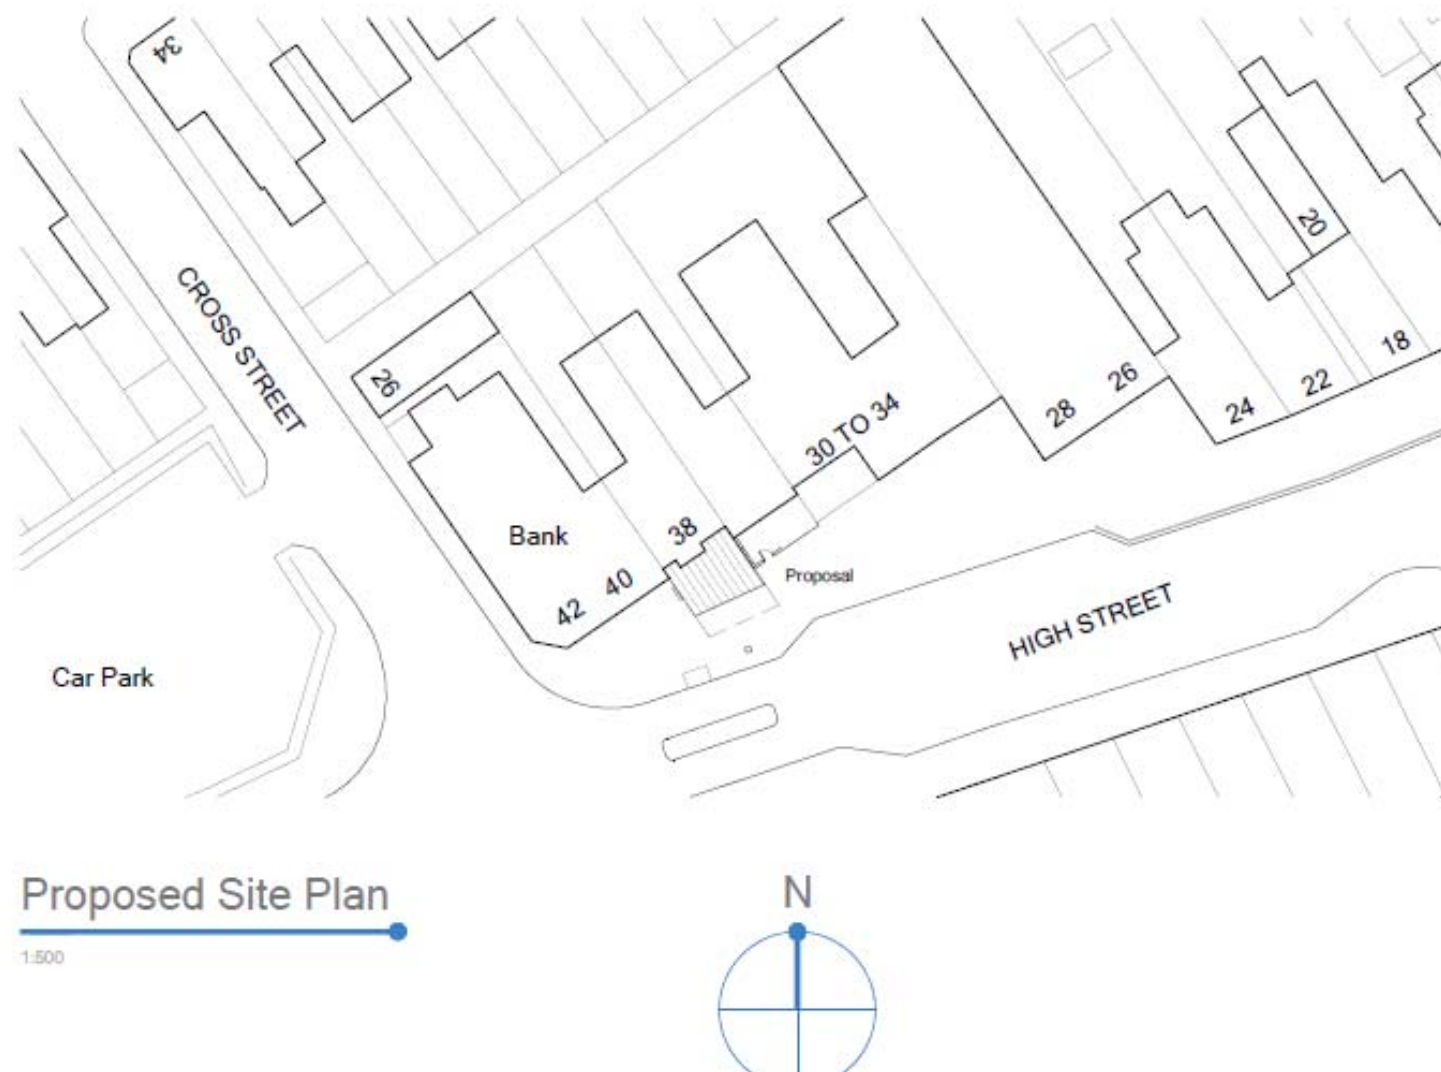 34
CROSS STREET
20
18
26
22
24
28
26
30 TO 34
38
Bank
40
42
Proposal
HIGH STREET
Car Park
Proposed Site Plan
1:500
N